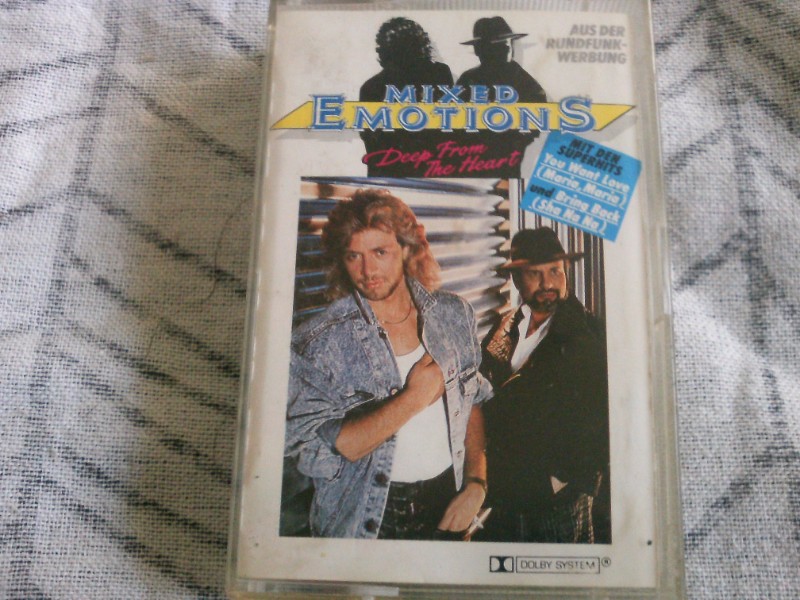 AUS DER
RUNDFUNK-
WERBUNG
MIXED
EMOTIONS
Deep From
The Heart
MIT DEN
SUPERHITS
You Want Love
(Maria, Maria)
und Bring Back
(Sha Na Na)
DOLBY SYSTEM ®